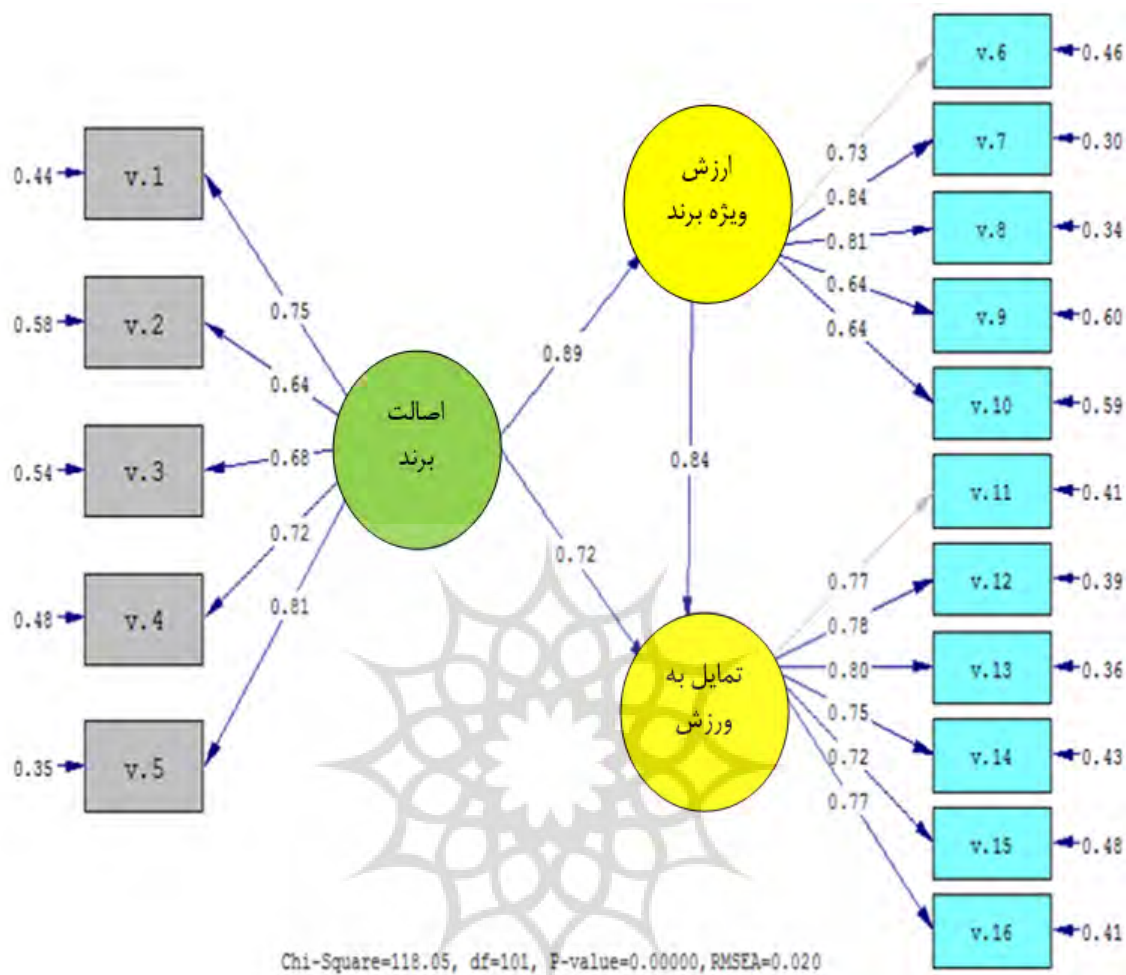 0.44
v.1
0.58
v.2
0.54
v.3
0.48
v.4
0.35
v.5
0.75
0.64
0.68
0.72
0.81
اصالت
برند
0.89
0.72
ارزش
ویژه برند
0.84
تمایل به
ورزش
0.73
0.84
0.81
0.64
0.64
0.77
0.78
0.80
0.75
0.72
0.77
v.6
0.46
v.7
0.30
v.8
0.34
v.9
0.60
v.10
0.59
v.11
0.41
v.12
0.39
v.13
0.36
v.14
0.43
v.15
0.48
v.16
0.41
Chi-Square=118.05, df=101, P-value=0.00000, RMSEA=0.020